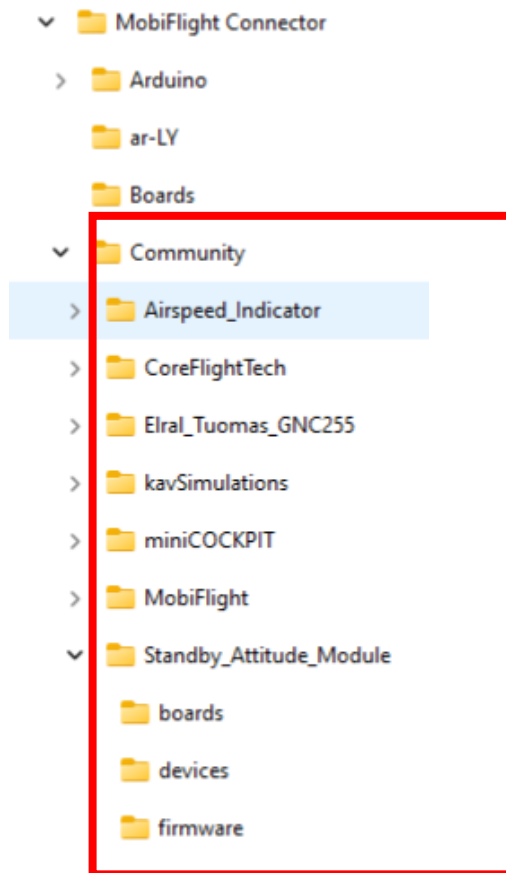 MobiFlight Connector
Arduino
ar-LY
Boards
Community
Airspeed_Indicator
CoreFlightTech
Elral_Tuomas_GNC255
kavSimulations
miniCOCKPIT
MobiFlight
Standby_Attitude_Module
boards
devices
firmware